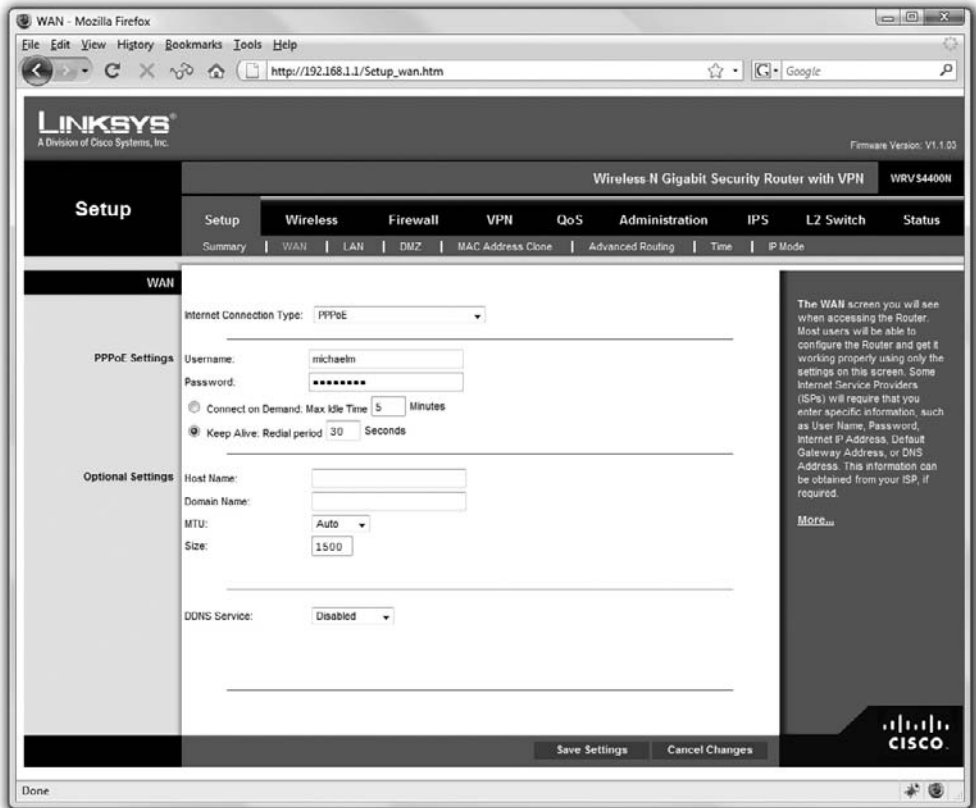 WAN - Mozilla Firefox
File Edit View History Bookmarks Tools Help
http://192.168.1.1/Setup_wan.htm
Google
LINKSYS®
A Division of Cisco Systems, Inc.
Firmware Version: V1.1.03
Wireless-N Gigabit Security Router with VPN WRVS4400N
Setup
Setup Wireless Firewall VPN QoS Administration IPS L2 Switch Status
Summary | WAN | LAN | DMZ | MAC Address Clone | Advanced Routing | Time | IP Mode
WAN
Internet Connection Type: PPPoE
PPPoE Settings
Username: michaelm
Password: ••••••••
Connect on Demand: Max Idle Time 5 Minutes
Keep Alive: Redial period 30 Seconds
Optional Settings
Host Name:
Domain Name:
MTU: Auto
Size: 1500
DDNS Service: Disabled
The WAN screen you will see
when accessing the Router.
Most users will be able to
configure the Router and get it
working properly using only the
settings on this screen. Some
Internet Service Providers
(ISPs) will require that you
enter specific information, such
as User Name, Password,
Internet IP Address, Default
Gateway Address, or DNS
Address. This information can
be obtained from your ISP, if
required.
More...
Save Settings Cancel Changes
CISCO.
Done